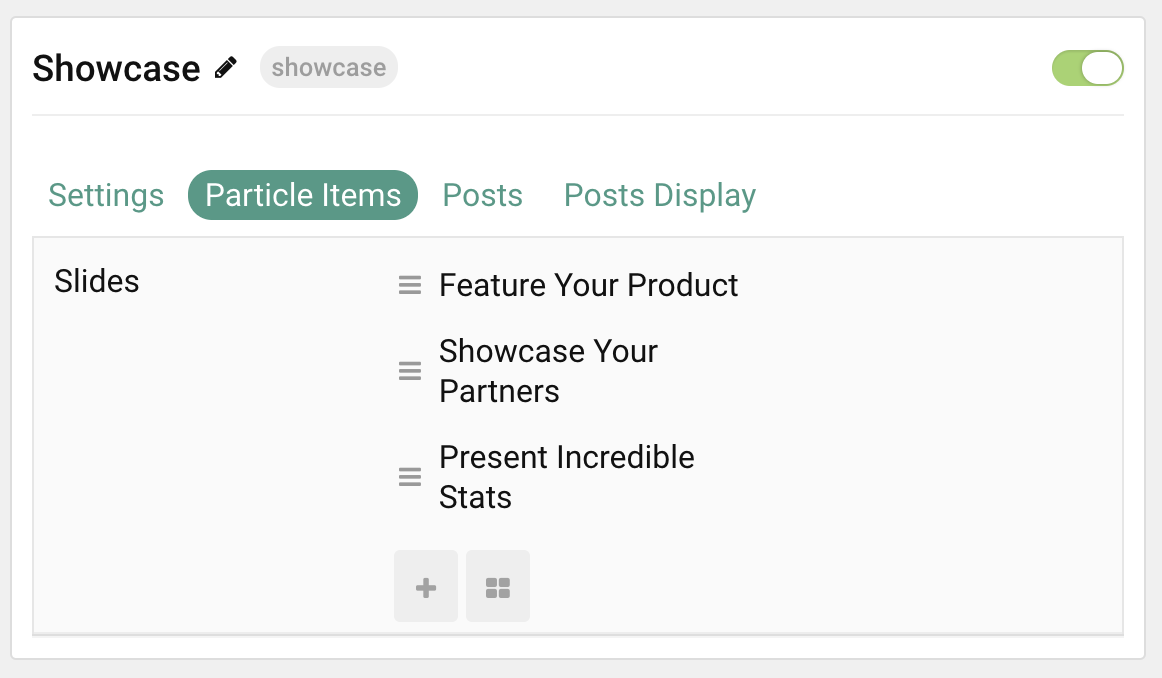 Showcase showcase
Settings Particle Items Posts Posts Display
Slides
Feature Your Product
Showcase Your
Partners
Present Incredible
Stats